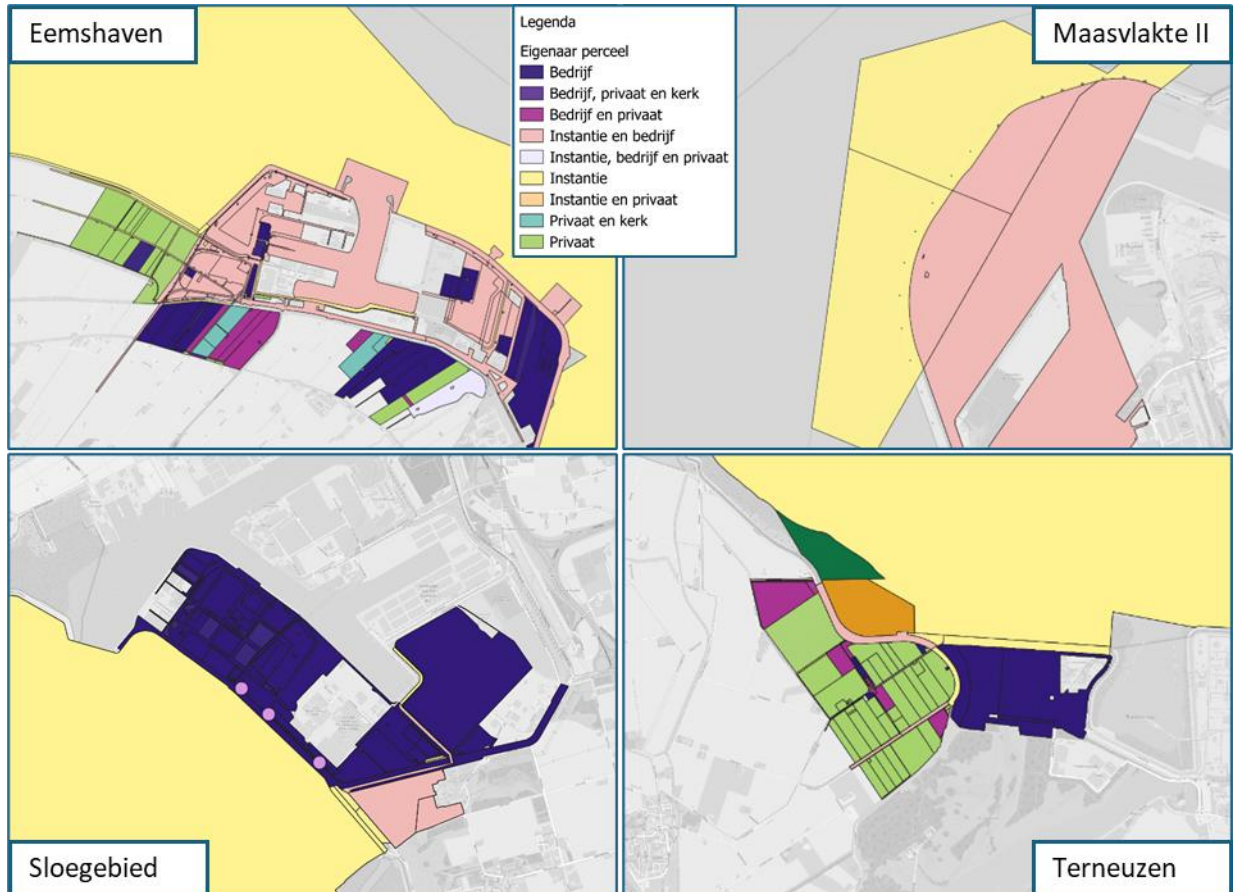 Eemshaven
Legenda
Eigenaar perceel
Bedrijf
Bedrijf, privaat en kerk
Bedrijf en privaat
Instantie en bedrijf
Instantie, bedrijf en privaat
Instantie
Instantie en privaat
Privaat en kerk
Privaat
Maasvlakte II
Sloegebied
Terneuzen